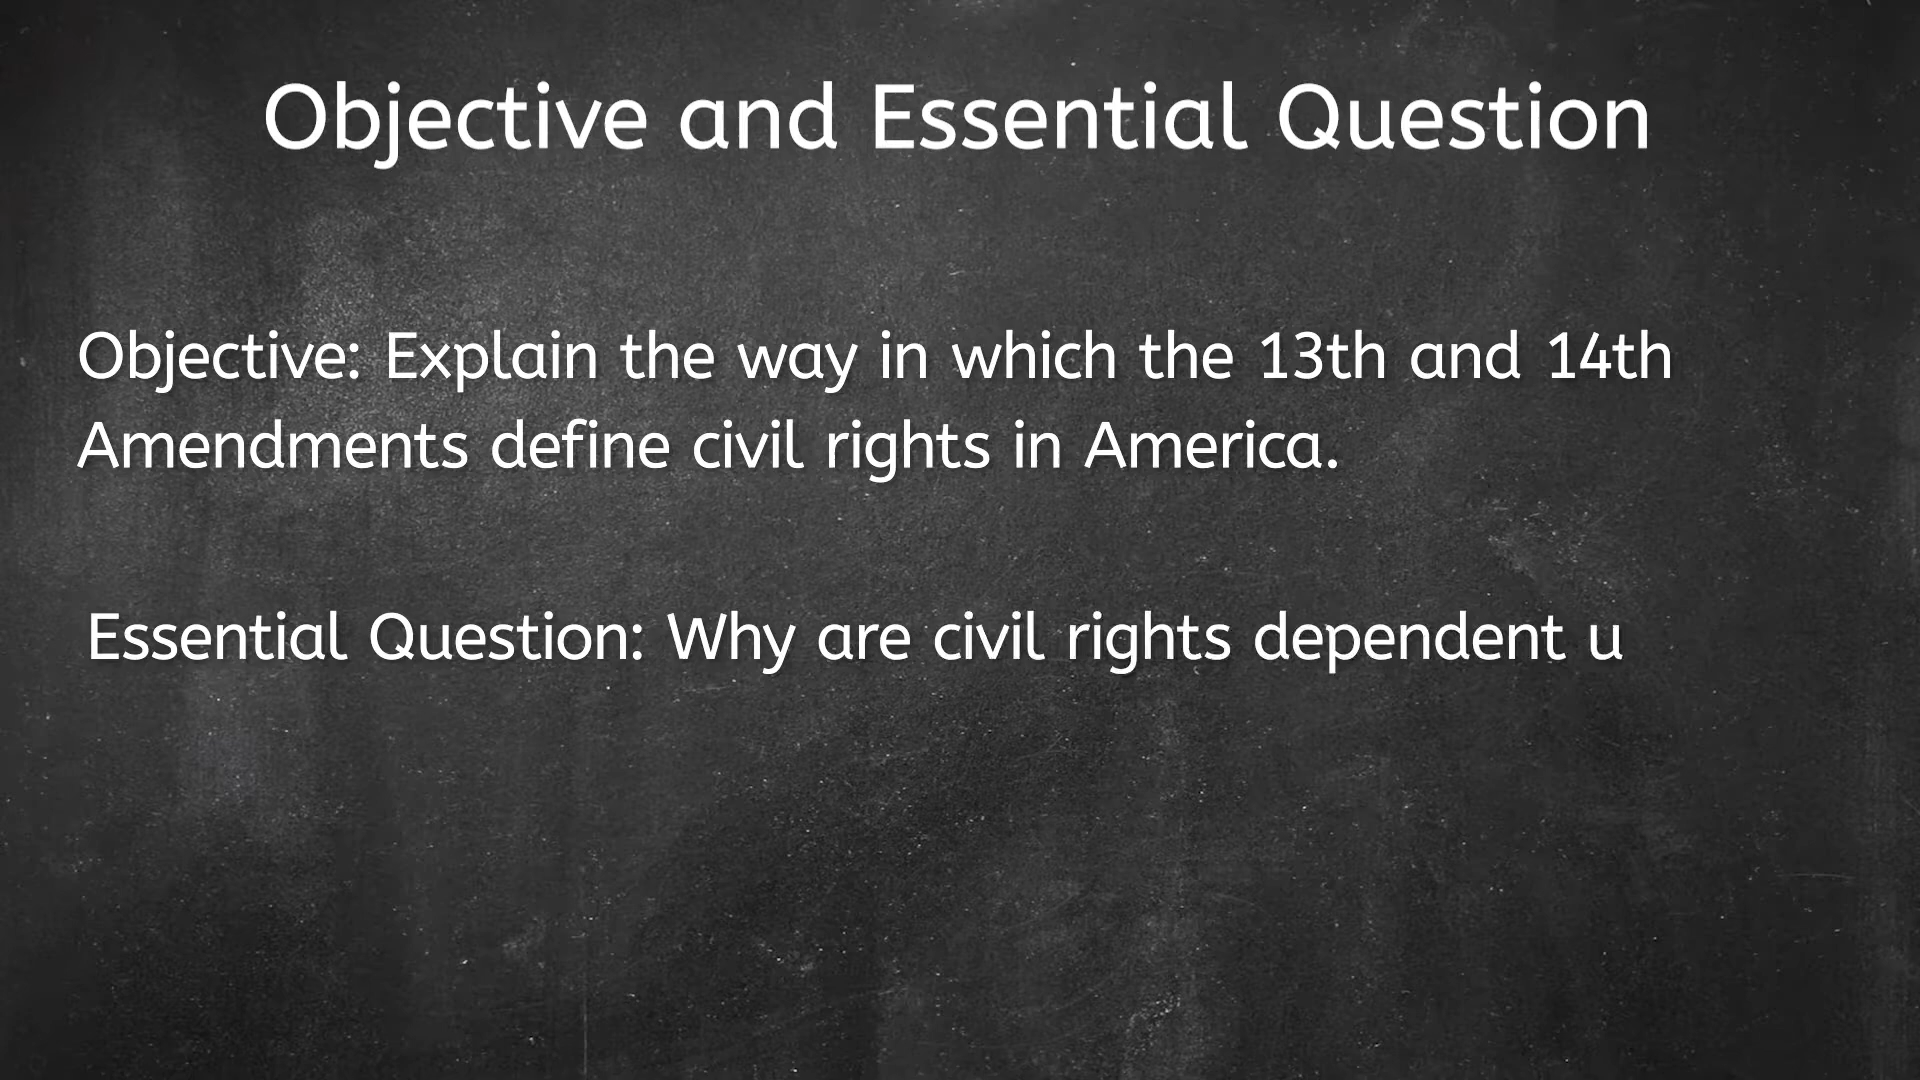 Objective and Essential Question
Objective: Explain the way in which the 13th and 14th
Amendments define civil rights in America.
Essential Question: Why are civil rights dependent u